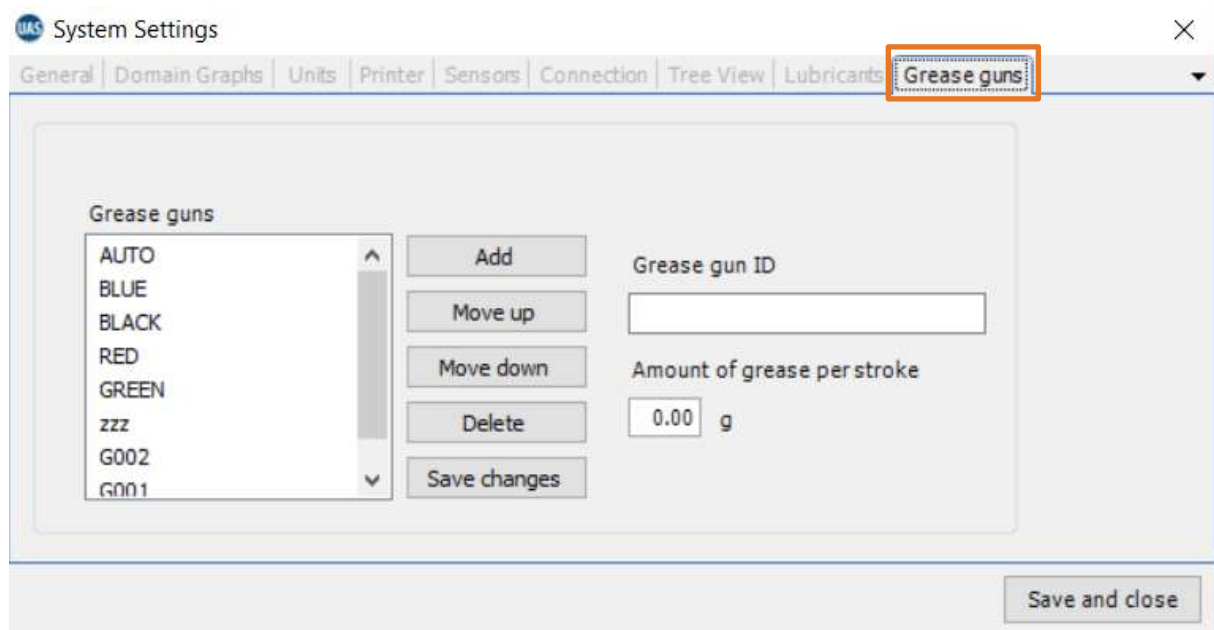 UAS System Settings
General Domain Graphs Units Printer Sensors Connection Tree View Lubricants Grease guns
Grease guns
AUTO
BLUE
BLACK
RED
GREEN
zzz
G002
G001
Add
Move up
Move down
Delete
Save changes
Grease gun ID
Amount of grease per stroke
0.00 g
Save and close